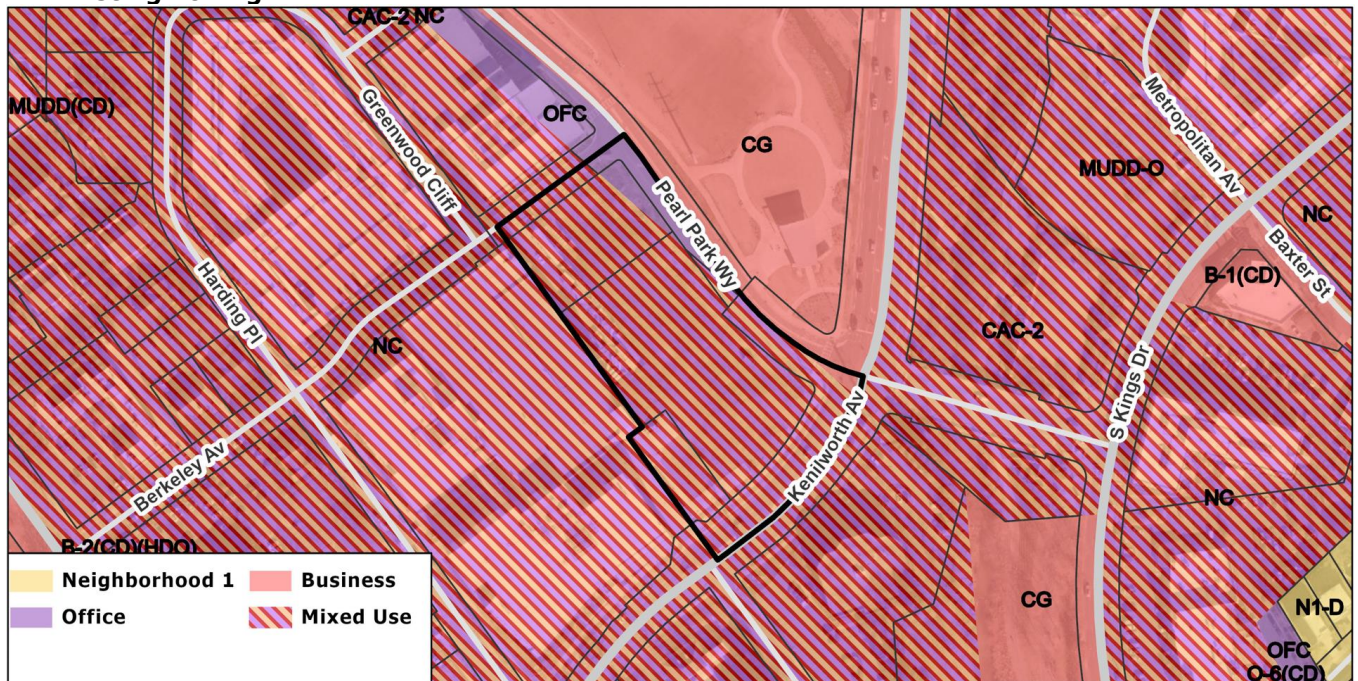 CAC-2 NC
MUDD(CD)
Greenwood Cliff
OFC
CG
Pearl Park Wy
Metropolitan Av
MUDD-O
NC
Baxter St
B-1(CD)
Harding Pl
NC
CAC-2
S Kings Dr
Kenilworth Av
Berkeley Av
NC
B-2(CD)(HDO)
CG
N1-D
OFC
O-6(CD)
Neighborhood 1
Business
Office
Mixed Use